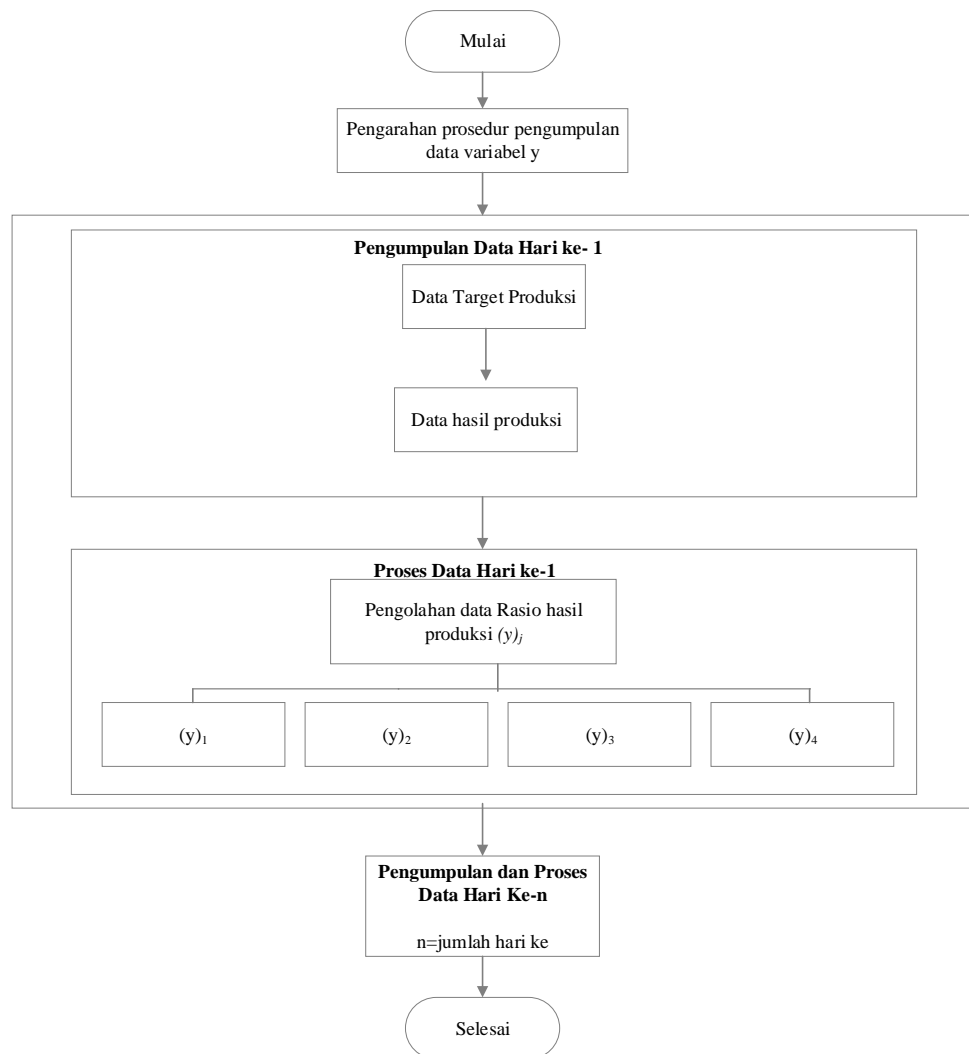 Mulai
Pengarahan prosedur pengumpulan
data variabel y
Pengumpulan Data Hari ke- 1
Data Target Produksi
Data hasil produksi
Proses Data Hari ke-1
Pengolahan data Rasio hasil
produksi (y)j
(y)1
(y)2
(y)3
(y)4
Pengumpulan dan Proses
Data Hari Ke-n
n=jumlah hari ke
Selesai